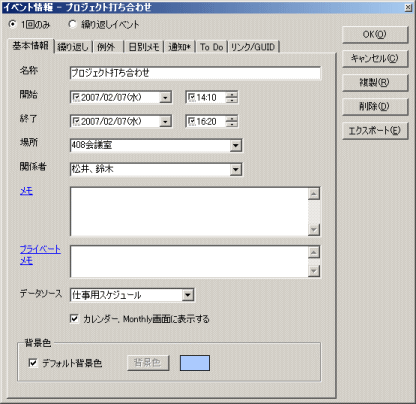 イベント情報 - プロジェクト打ち合わせ
1回のみ 繰り返しイベント
基本情報 繰り返し 例外 日別メモ 通知* To Do リンク/GUID
名称 プロジェクト打ち合わせ
開始 2007/02/07(水) 14:10
終了 2007/02/07(水) 16:20
場所 408会議室
関係者 松井、鈴木
メモ
プライベート
メモ
データソース 仕事用スケジュール
カレンダー, Monthly画面に表示する
背景色
デフォルト背景色 背景色
OK(O)
キャンセル(C)
複製(R)
削除(D)
エクスポート(E)